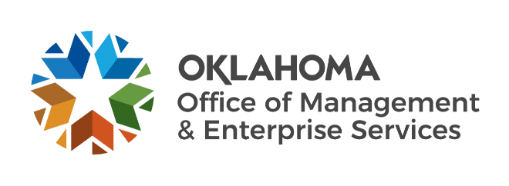 OKLAHOMA
Office of Management
& Enterprise Services